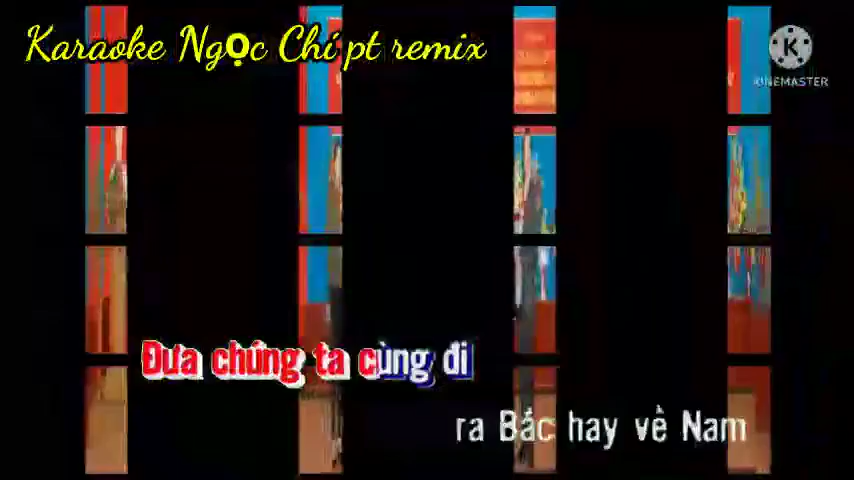 Karaoke Ngọc Chí pt remix
KINEMASTER
Đưa chúng ta cùng đi
ra Bắc hay về Nam